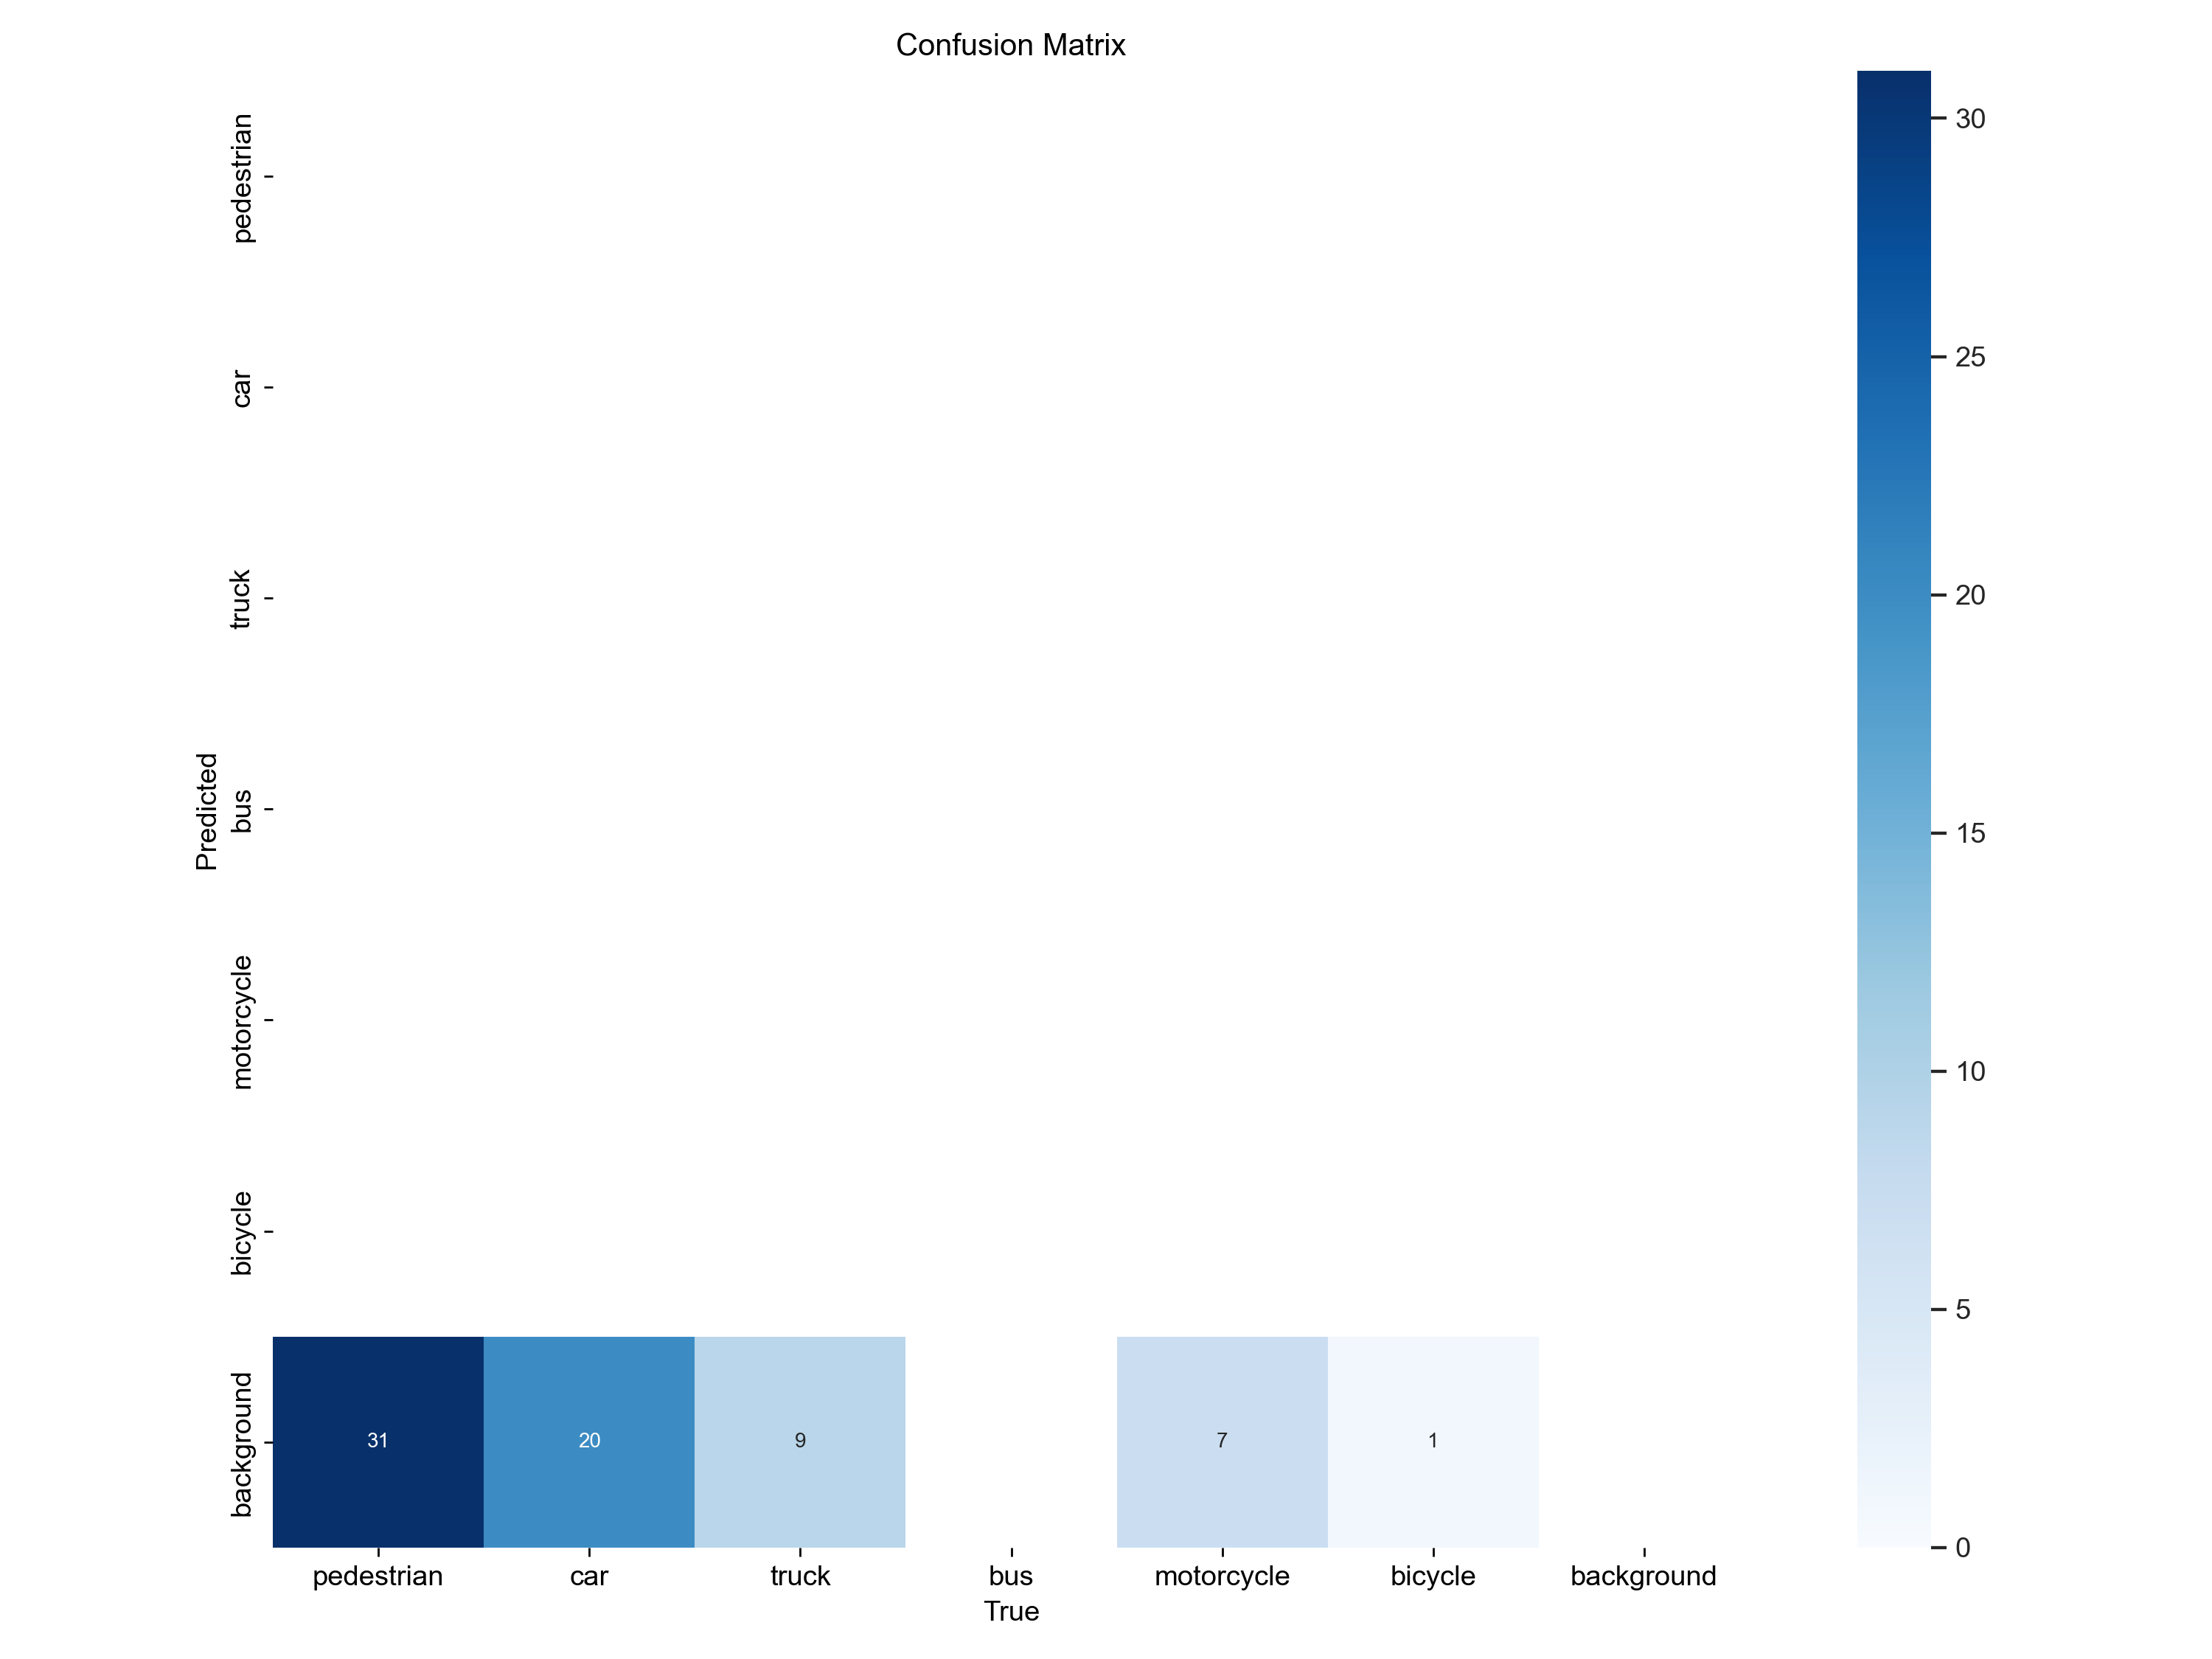 Confusion Matrix
pedestrian
car
truck
bus
motorcycle
bicycle
background
Predicted
31 20 9 7 1
pedestrian car truck bus motorcycle bicycle background
True
30
25
20
15
10
5
0